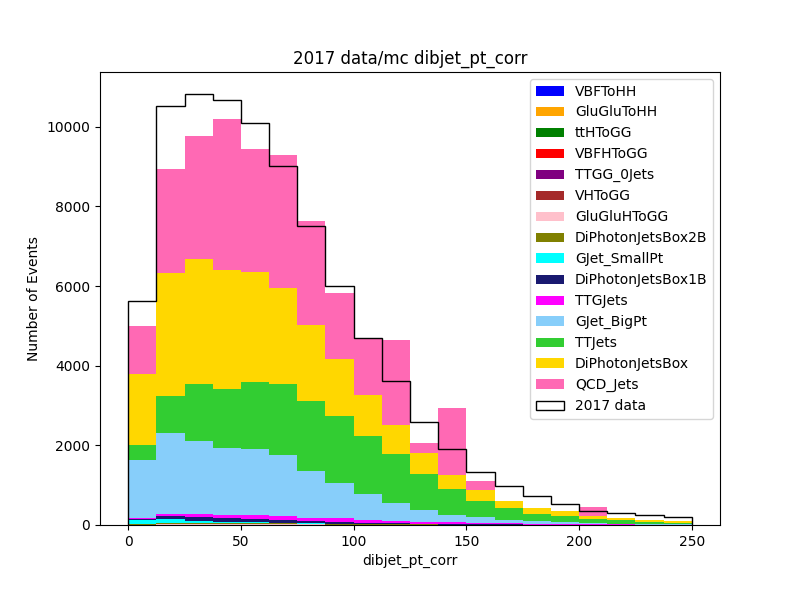 2017 data/mc dibjet_pt_corr
Number of Events
10000
8000
6000
4000
2000
0
0
50
100
150
200
250
dibjet_pt_corr
VBFToHH
GluGluToHH
ttHToGG
VBFHToGG
TTGG_0Jets
VHToGG
GluGluHToGG
DiPhotonJetsBox2B
GJet_SmallPt
DiPhotonJetsBox1B
TTGJets
GJet_BigPt
TTJets
DiPhotonJetsBox
QCD_Jets
2017 data